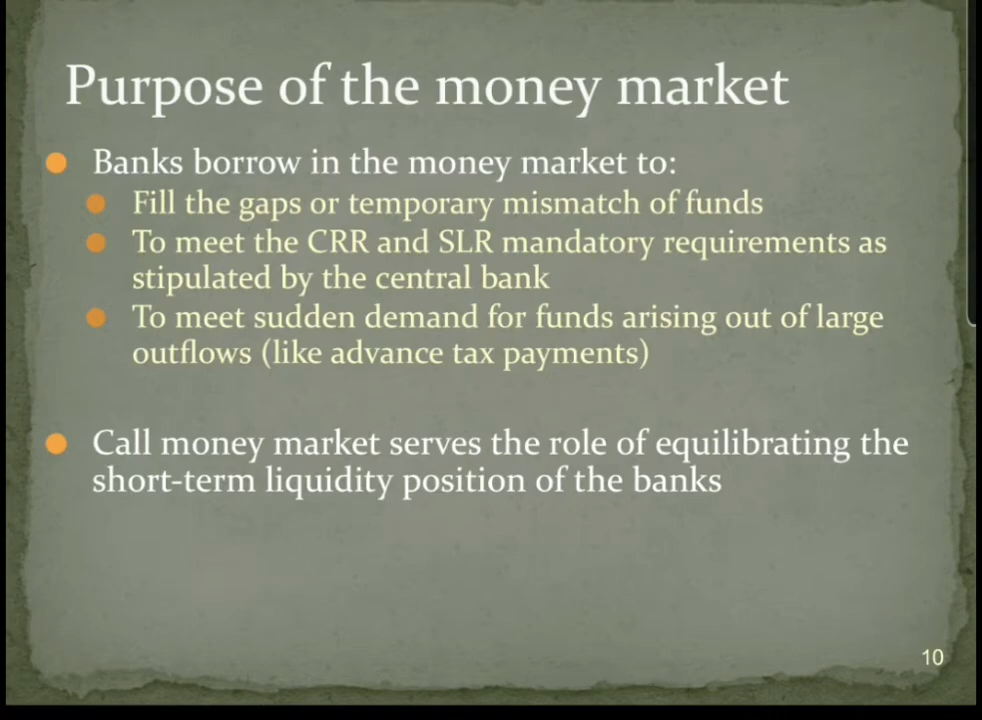 Purpose of the money market
Banks borrow in the money market to:
Fill the gaps or temporary mismatch of funds
To meet the CRR and SLR mandatory requirements as
stipulated by the central bank
To meet sudden demand for funds arising out of large
outflows (like advance tax payments)
Call money market serves the role of equilibrating the
short-term liquidity position of the banks
10